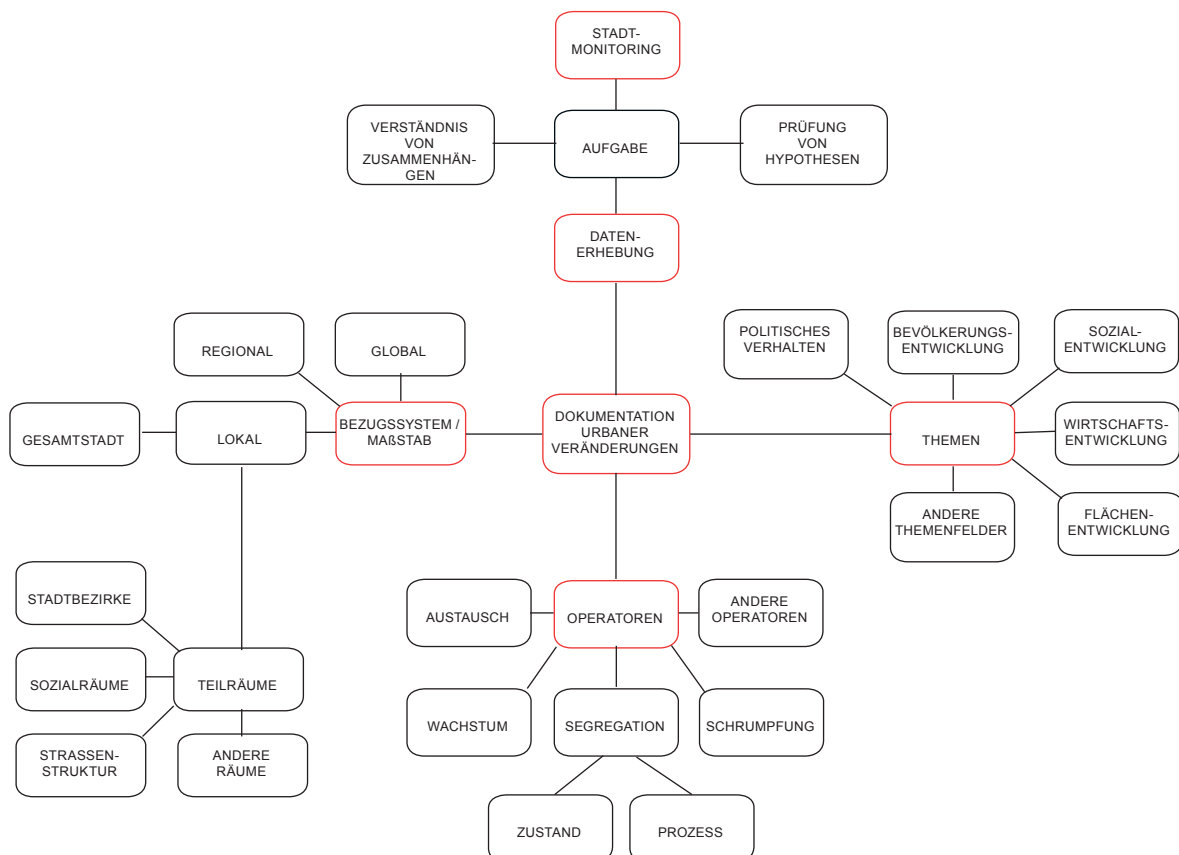 STADT-
MONITORING
VERSTÄNDNIS
VON
ZUSAMMENHÄN-
GEN
AUFGABE
PRÜFUNG
VON
HYPOTHESEN
DATEN-
ERHEBUNG
REGIONAL
GLOBAL
POLITISCHES
VERHALTEN
BEVÖLKERUNGS-
ENTWICKLUNG
SOZIAL-
ENTWICKLUNG
GESAMTSTADT
LOKAL
BEZUGSSYSTEM /
MAẞSTAB
DOKUMENTATION
URBANER
VERÄNDERUNGEN
THEMEN
WIRTSCHAFTS-
ENTWICKLUNG
ANDERE
THEMENFELDER
FLÄCHEN-
ENTWICKLUNG
STADTBEZIRKE
SOZIALRÄUME
TEILRÄUME
STRASSEN-
STRUKTUR
ANDERE
RÄUME
AUSTAUSCH
OPERATOREN
ANDERE
OPERATOREN
WACHSTUM
SEGREGATION
SCHRUMPFUNG
ZUSTAND
PROZESS